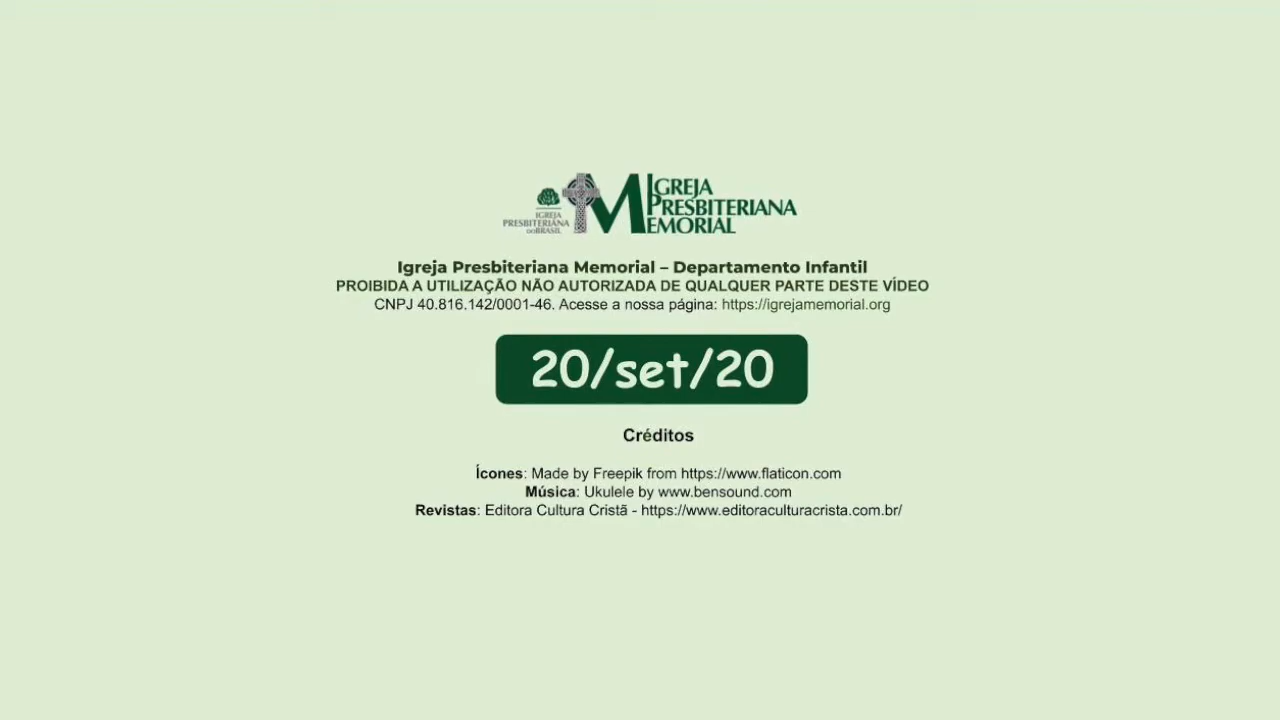 IGREJA
PRESBITERIANA
DO BRASIL
IGREJA
PRESBITERIANA
MEMORIAL
Igreja Presbiteriana Memorial – Departamento Infantil
PROIBIDA A UTILIZAÇÃO NÃO AUTORIZADA DE QUALQUER PARTE DESTE VÍDEO
CNPJ 40.816.142/0001-46. Acesse a nossa página: https://igrejamemorial.org
20/set/20
Créditos
Ícones: Made by Freepik from https://www.flaticon.com
Música: Ukulele by www.bensound.com
Revistas: Editora Cultura Cristã - https://www.editoraculturacrista.com.br/